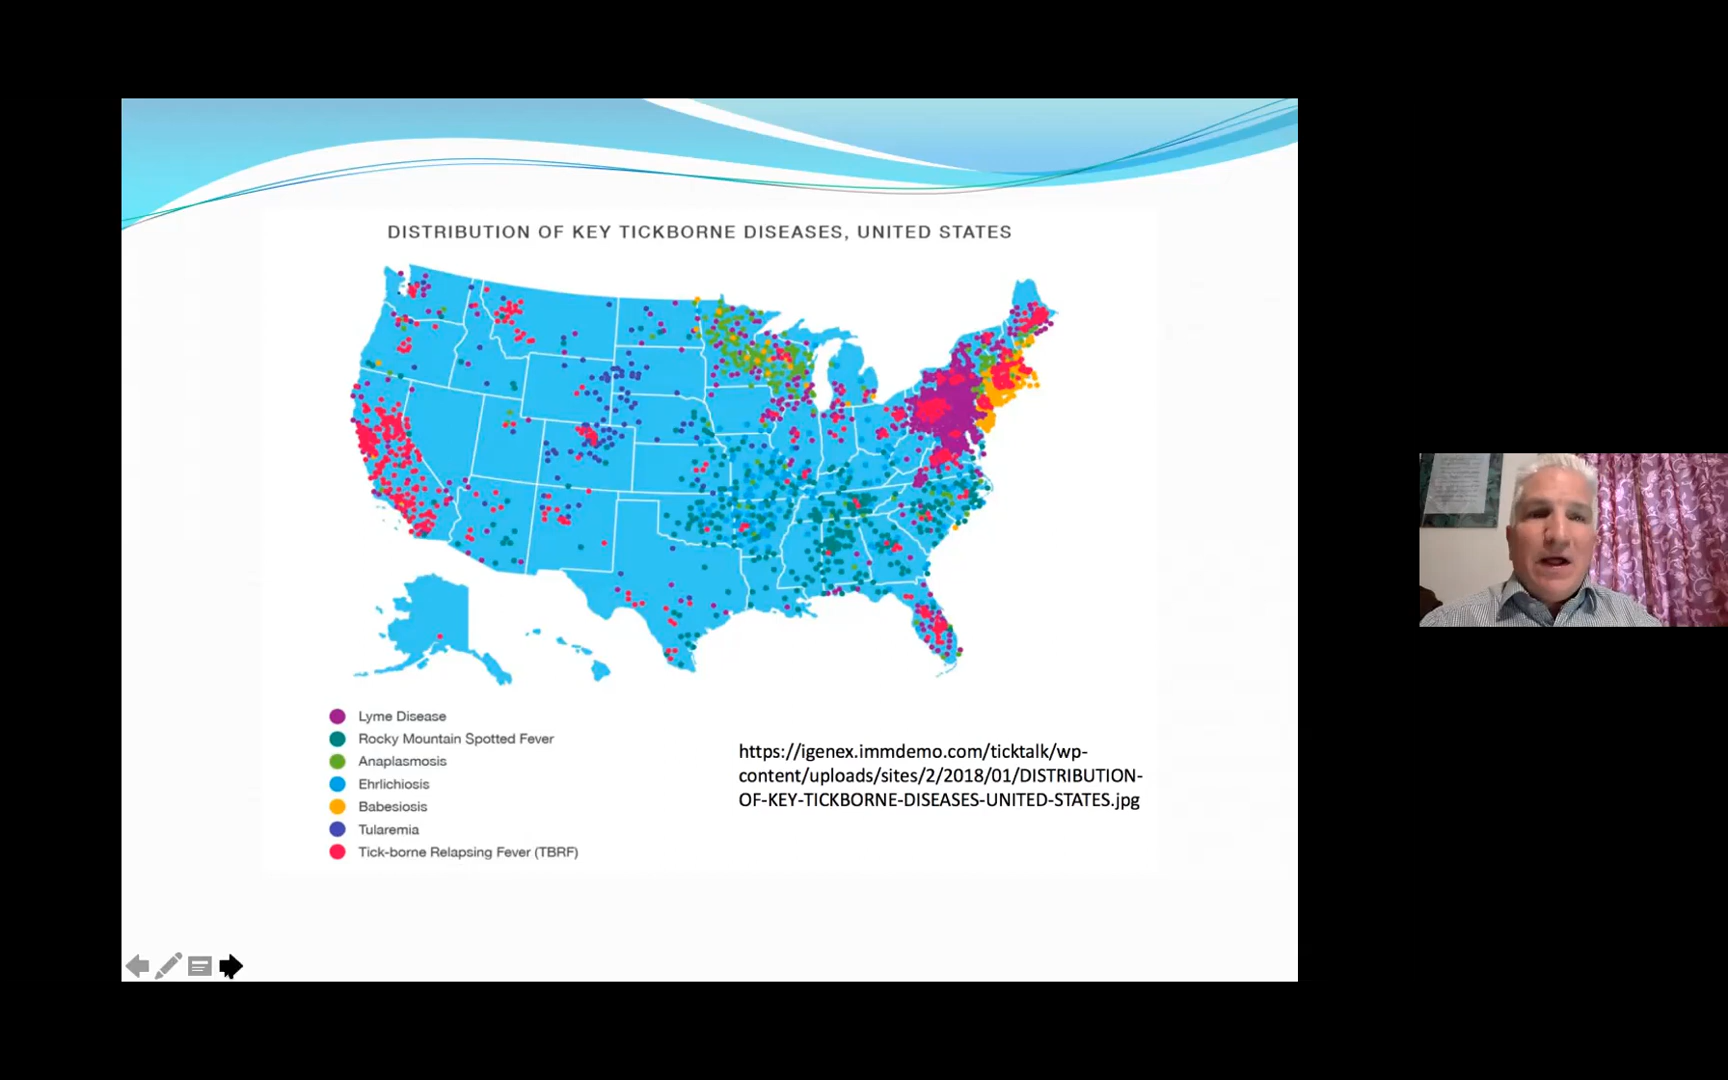 DISTRIBUTION OF KEY TICKBORNE DISEASES, UNITED STATES
Lyme Disease
Rocky Mountain Spotted Fever
Anaplasmosis
Ehrlichiosis
Babesiosis
Tularemia
Tick-borne Relapsing Fever (TBRF)
https://igenex.immdemo.com/ticktalk/wp-
content/uploads/sites/2/2018/01/DISTRIBUTION-
OF-KEY-TICKBORNE-DISEASES-UNITED-STATES.jpg